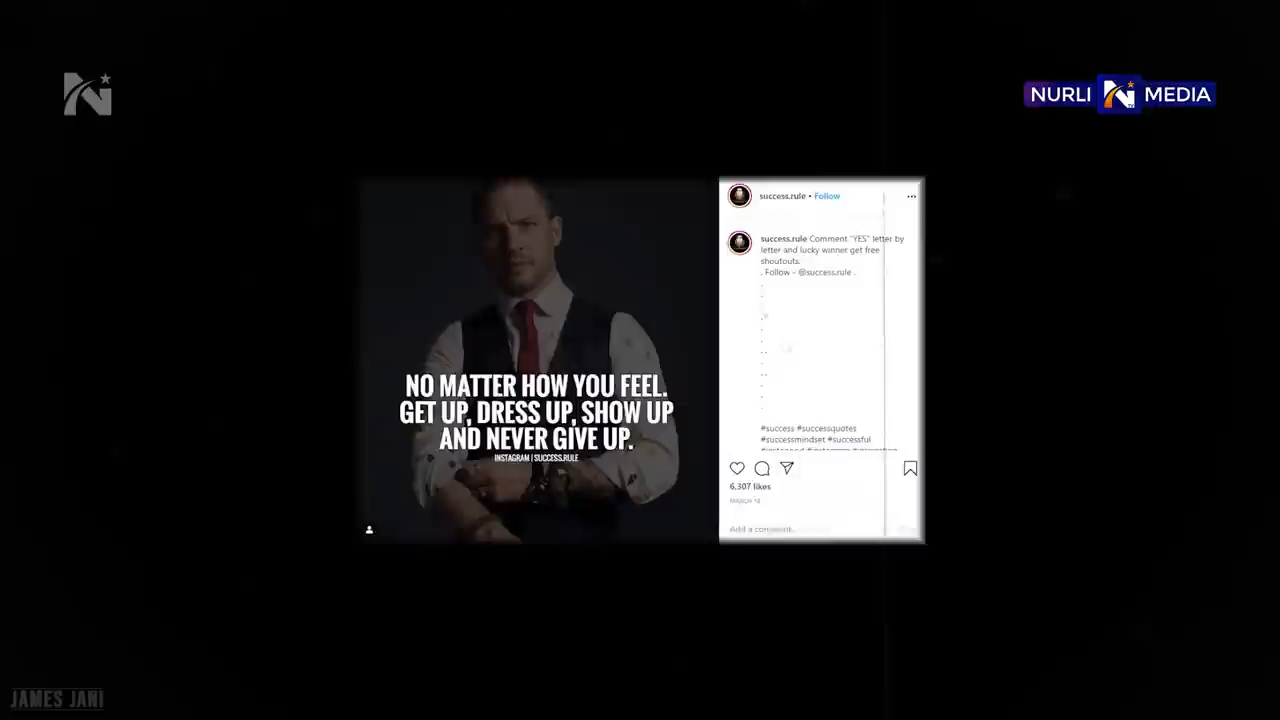 NURLI N MEDIA
success.rule • Follow
success.rule Comment "YES" letter by
letter and lucky winner get free
shoutouts.
. Follow - @success.rule .
NO MATTER HOW YOU FEEL.
GET UP, DRESS UP, SHOW UP
AND NEVER GIVE UP.
INSTAGRAM | SUCCESS.RULE
#success #successquotes
#successmindset #successful
6,307 likes
Add a comment...
JAMES JANI